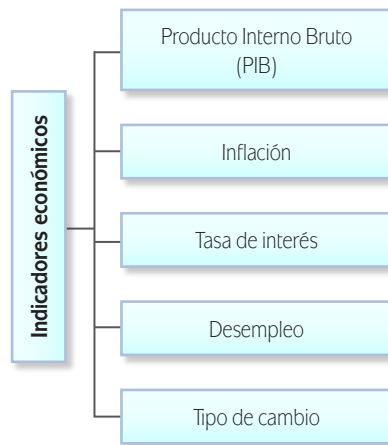 Indicadores económicos
Producto Interno Bruto
(PIB)
Inflación
Tasa de interés
Desempleo
Tipo de cambio